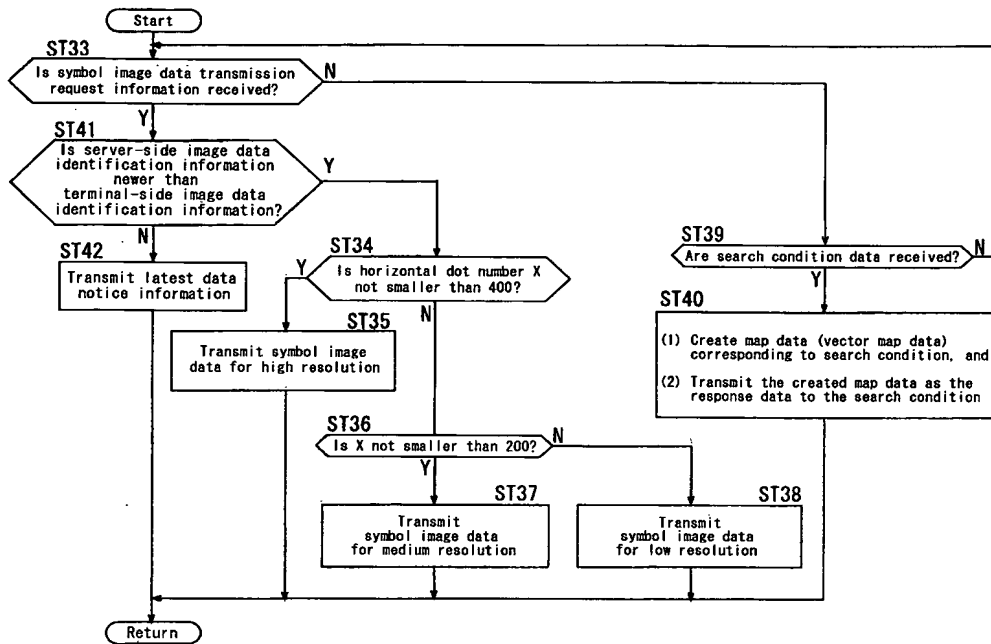 Start
ST33
Is symbol image data transmission
request information received?
N
Y
ST41
Is server-side image data
identification information
newer than
terminal-side image data
identification information?
Y
N
ST42
Transmit latest data
notice information
ST34
Is horizontal dot number X
not smaller than 400?
Y
N
ST35
Transmit symbol image
data for high resolution
ST36
Is X not smaller than 200?
N
Y
ST37
Transmit
symbol image data
for medium resolution
ST38
Transmit
symbol image data
for low resolution
ST39
Are search condition data received?
N
Y
ST40
(1) Create map data (vector map data)
corresponding to search condition, and
(2) Transmit the created map data as the
response data to the search condition
Return